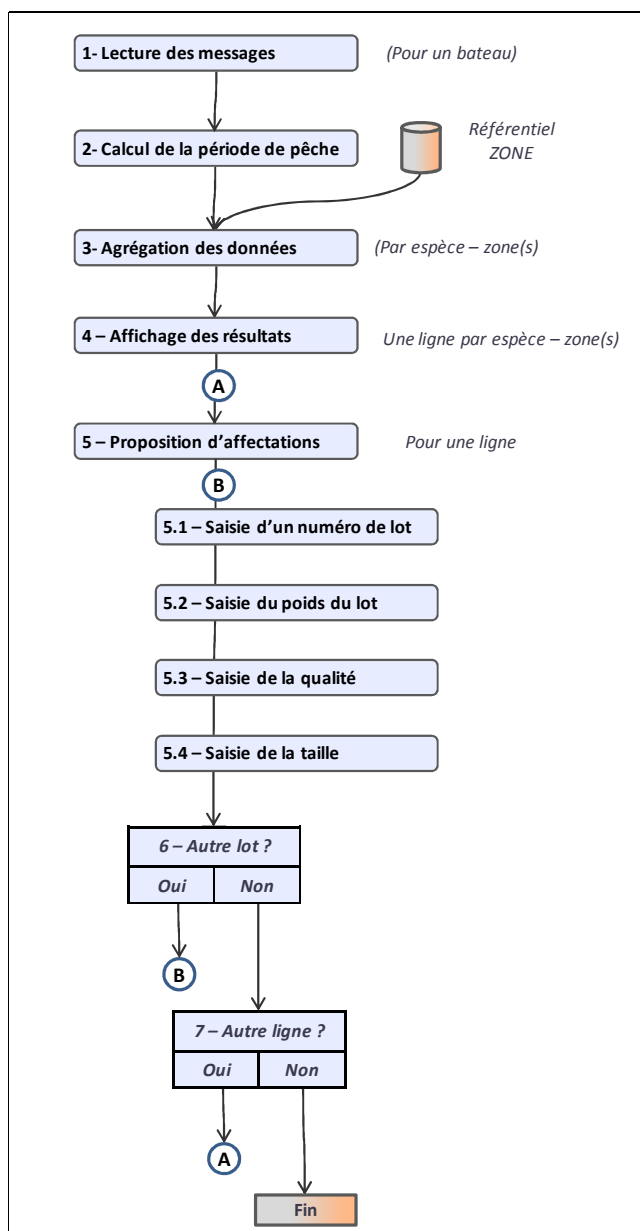 1- Lecture des messages
(Pour un bateau)
2- Calcul de la période de pêche
Référentiel
ZONE
3- Agrégation des données
(Par espèce – zone(s)
4 – Affichage des résultats
Une ligne par espèce – zone(s)
A
5 – Proposition d’affectations
Pour une ligne
B
5.1 – Saisie d’un numéro de lot
5.2 – Saisie du poids du lot
5.3 – Saisie de la qualité
5.4 – Saisie de la taille
6 – Autre lot ?
Oui
Non
B
7 – Autre ligne ?
Oui
Non
A
Fin